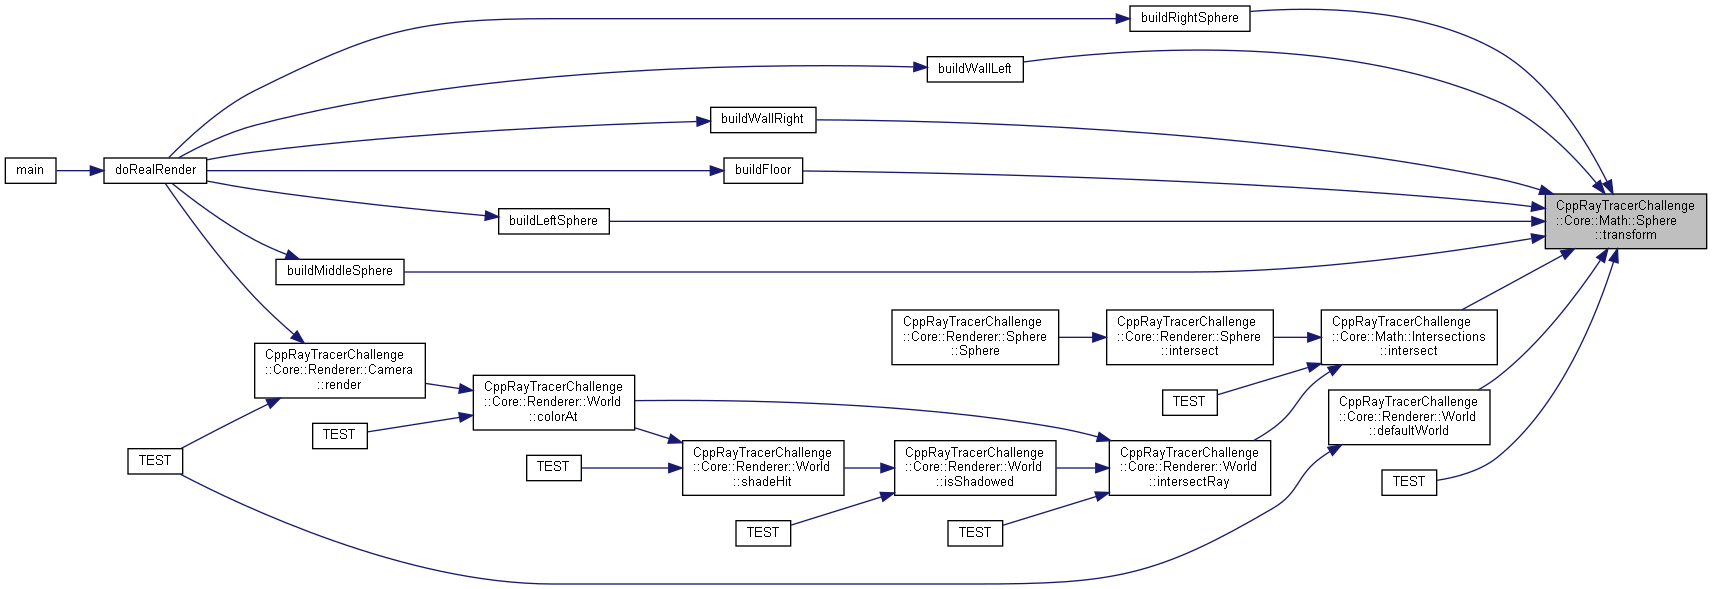 buildRightSphere
buildWallLeft
buildWallRight
main
doRealRender
buildFloor
CppRayTracerChallenge
::Core::Math::Sphere
::transform
buildLeftSphere
buildMiddleSphere
CppRayTracerChallenge
::Core::Renderer::Sphere
::Sphere
CppRayTracerChallenge
::Core::Renderer::Sphere
::intersect
CppRayTracerChallenge
::Core::Math::Intersections
::intersect
CppRayTracerChallenge
::Core::Renderer::Camera
::render
CppRayTracerChallenge
::Core::Renderer::World
::colorAt
TEST
CppRayTracerChallenge
::Core::Renderer::World
::defaultWorld
TEST
TEST
TEST
CppRayTracerChallenge
::Core::Renderer::World
::shadeHit
CppRayTracerChallenge
::Core::Renderer::World
::isShadowed
CppRayTracerChallenge
::Core::Renderer::World
::intersectRay
TEST
TEST
TEST